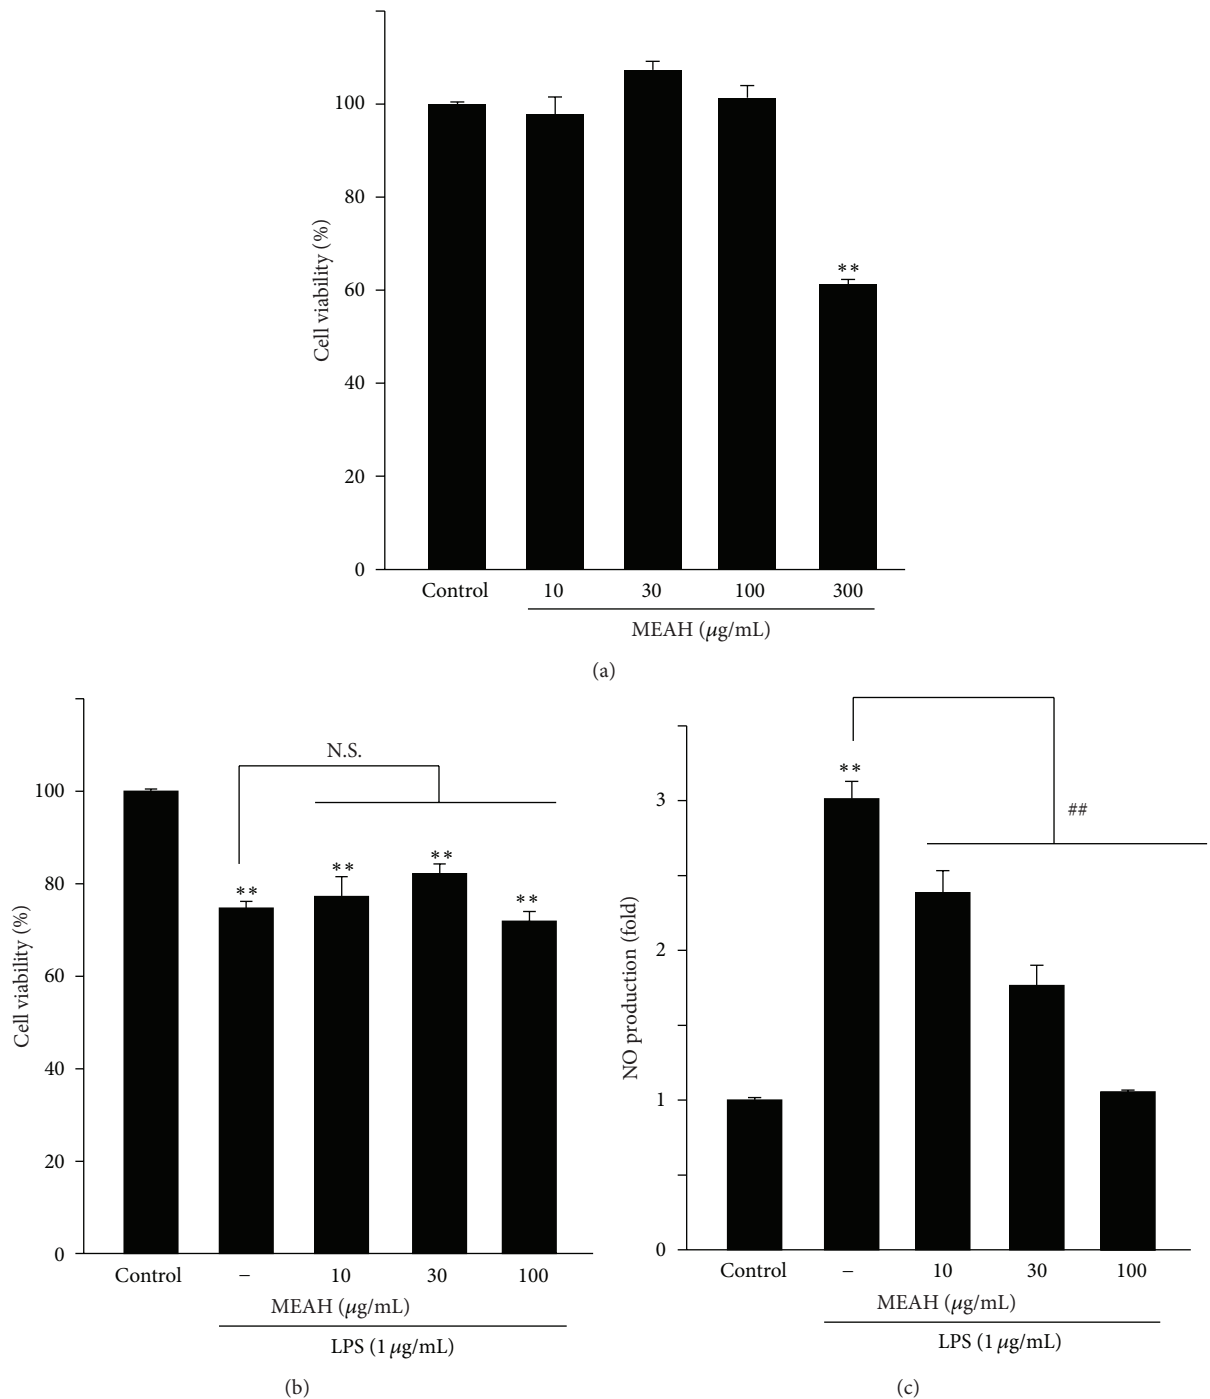 100
80
60
40
20
0
Cell viability (%)
**
Control 10 30 100 300
MEAH (μg/mL)
(a)
100
80
60
40
20
0
Cell viability (%)
N.S.
** ** ** **
Control − 10 30 100
MEAH (μg/mL)
LPS (1 μg/mL)
(b)
3
2
1
0
NO production (fold)
**
##
Control − 10 30 100
MEAH (μg/mL)
LPS (1 μg/mL)
(c)